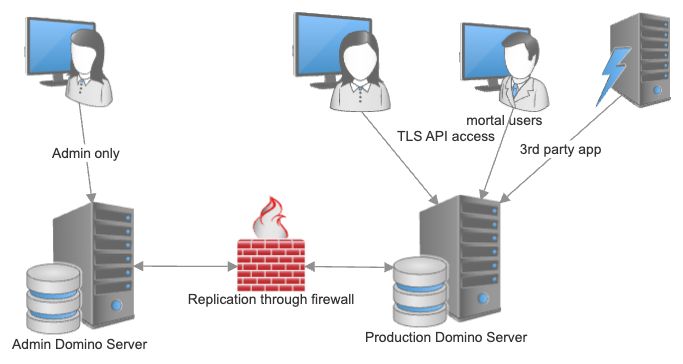 mortal users
TLS API access
Admin only
3rd party app
Replication through firewall
Admin Domino Server
Production Domino Server